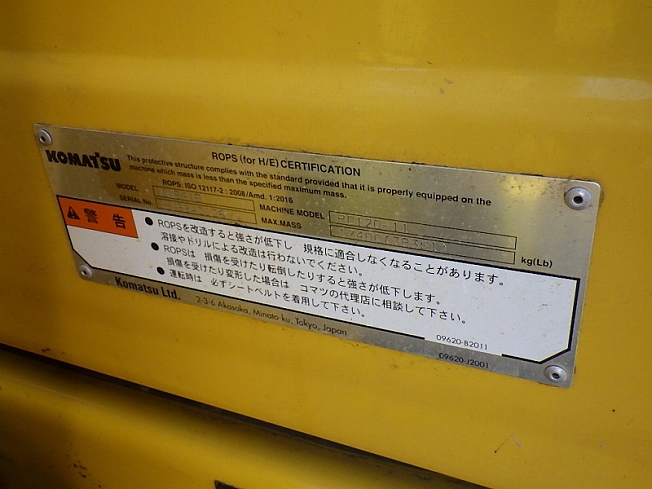 ROPS (for H/E) CERTIFICATION
KOMATSU
This protective structure complies with the standard provided that it is properly equipped on the
machine which mass is less than the specified maximum mass.
ROPS: ISO 12117-2 : 2008/Amd. 1:2016
MODEL
MACHINE MODEL
SERIAL No.
MAX.MASS
kg(Lb)
警告
● ROPSを改造すると強さが低下し 規格に適合しなくなることがあります。
溶接やドリルによる改造は行わないでください。
● ROPSは 損傷を受けたり転倒したりすると強さが低下します。
損傷を受けたり変形した場合は コマツの代理店に相談して下さい。
● 運転時は 必ずシートベルトを着用して下さい。
Komatsu Ltd.
2-3-6 Akasaka, Minato-ku, Tokyo, Japan
09620-B2011
09620-J2001